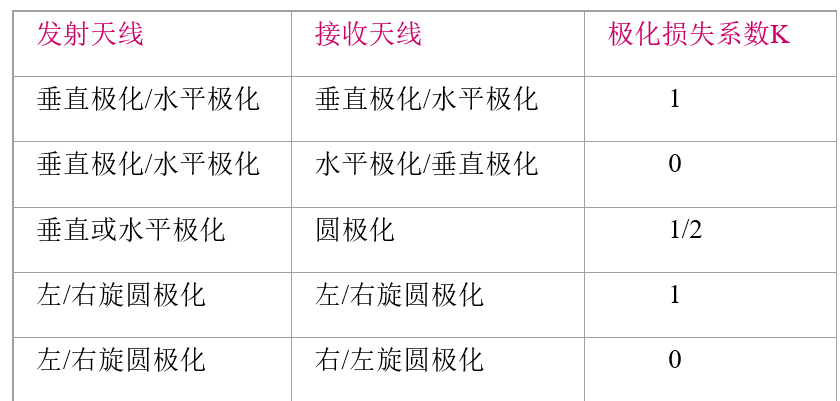 发射天线 接收天线 极化损失系数K
垂直极化/水平极化 垂直极化/水平极化 1
垂直极化/水平极化 水平极化/垂直极化 0
垂直或水平极化 圆极化 1/2
左/右旋圆极化 左/右旋圆极化 1
左/右旋圆极化 右/左旋圆极化 0